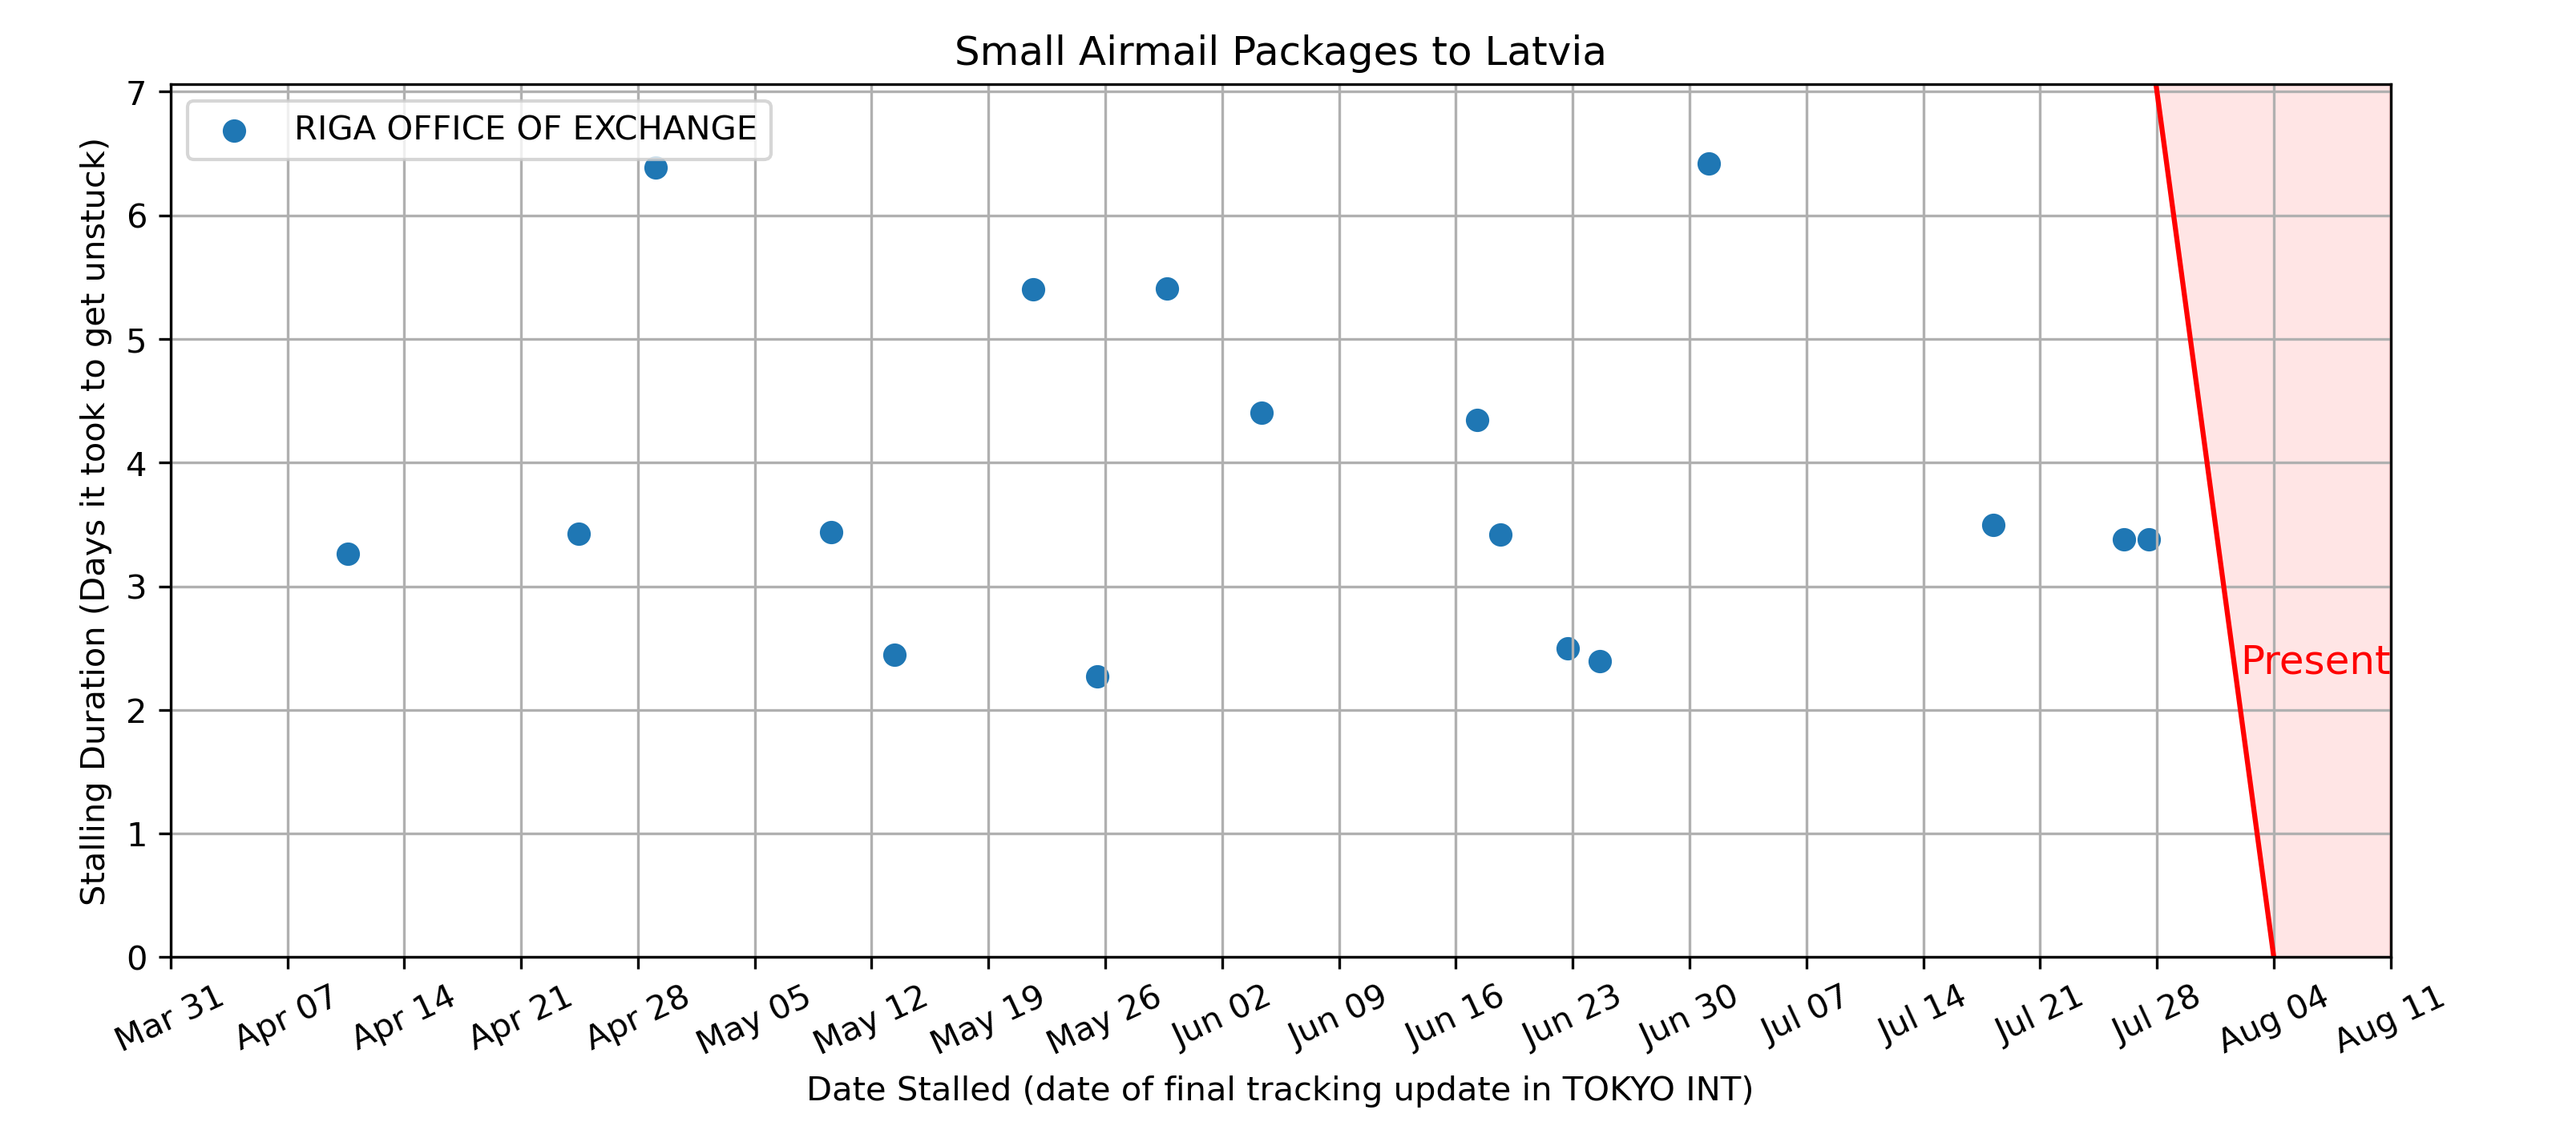 Small Airmail Packages to Latvia
RIGA OFFICE OF EXCHANGE
Stalling Duration (Days it took to get unstuck)
7
6
5
4
3
2
1
0
Present
Mar 31
Apr 07
Apr 14
Apr 21
Apr 28
May 05
May 12
May 19
May 26
Jun 02
Jun 09
Jun 16
Jun 23
Jun 30
Jul 07
Jul 14
Jul 21
Jul 28
Aug 04
Aug 11
Date Stalled (date of final tracking update in TOKYO INT)